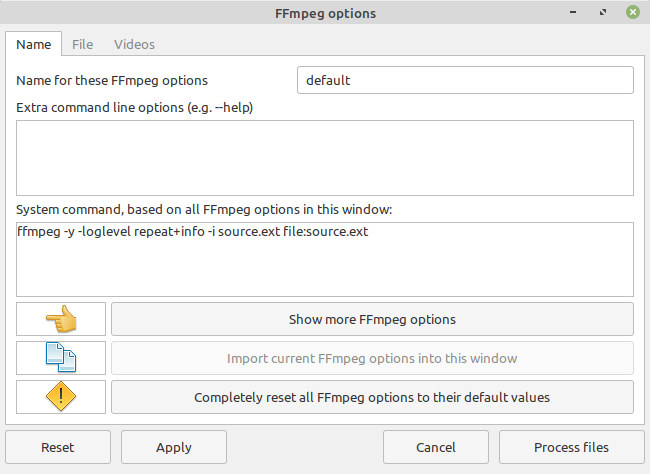 FFmpeg options
Name File Videos
Name for these FFmpeg options default
Extra command line options (e.g. --help)
System command, based on all FFmpeg options in this window:
ffmpeg -y -loglevel repeat+info -i source.ext file:source.ext
Show more FFmpeg options
Import current FFmpeg options into this window
Completely reset all FFmpeg options to their default values
Reset Apply Cancel Process files